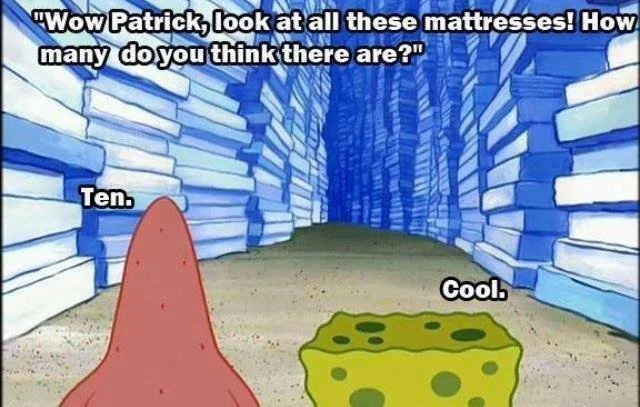 "Wow Patrick, look at all these mattresses! How
many do you think there are?"
Ten.
Cool.